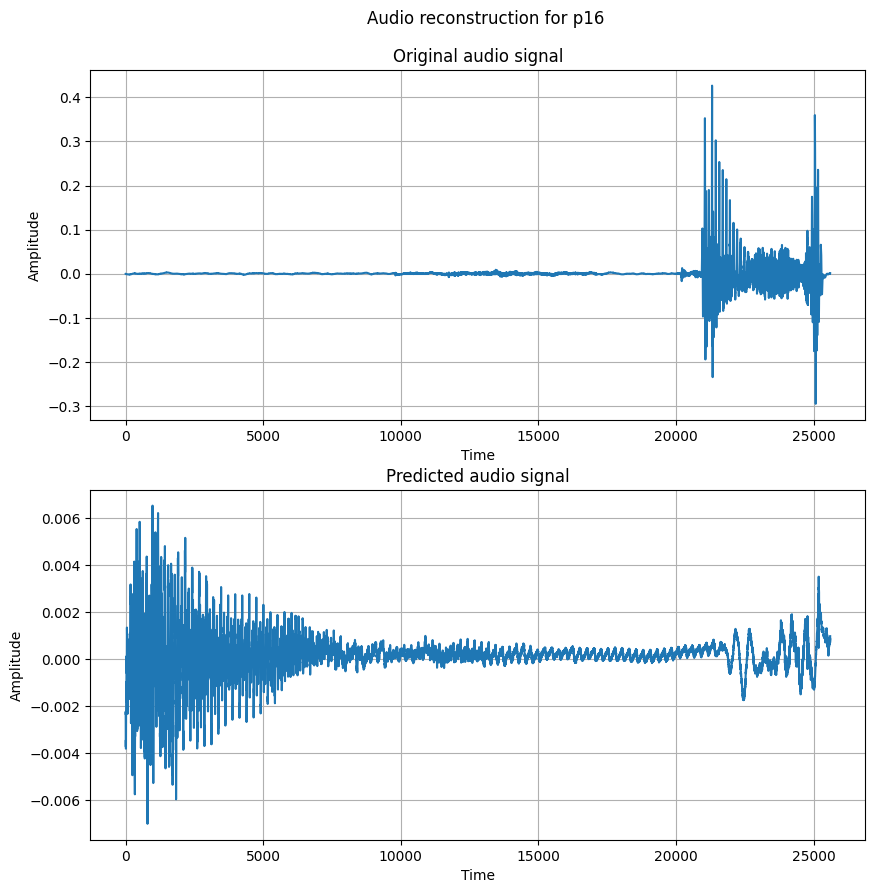 Audio reconstruction for p16
Original audio signal
0.4
0.3
0.2
0.1
0.0
−0.1
−0.2
−0.3
Amplitude
0 5000 10000 15000 20000 25000
Time
Predicted audio signal
0.006
0.004
0.002
0.000
−0.002
−0.004
−0.006
Amplitude
0 5000 10000 15000 20000 25000
Time